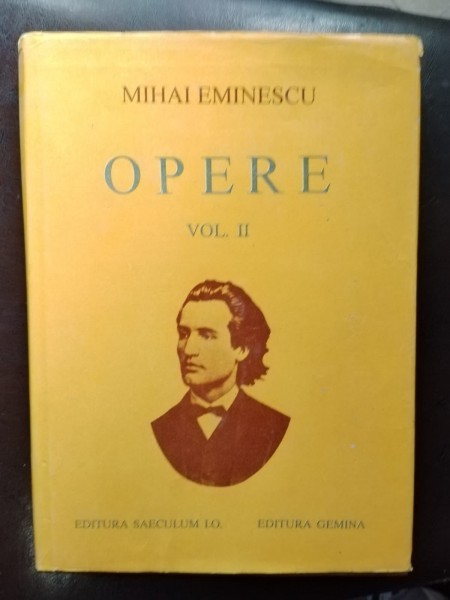 MIHAI EMINESCU
OPERE
VOL. II
EDITURA SAECULUM I.O. EDITURA GEMINA